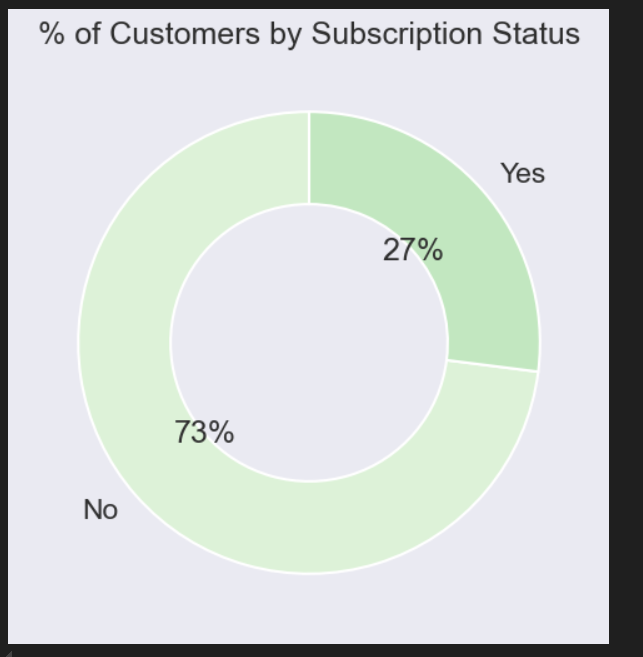 % of Customers by Subscription Status
Yes
27%
73%
No